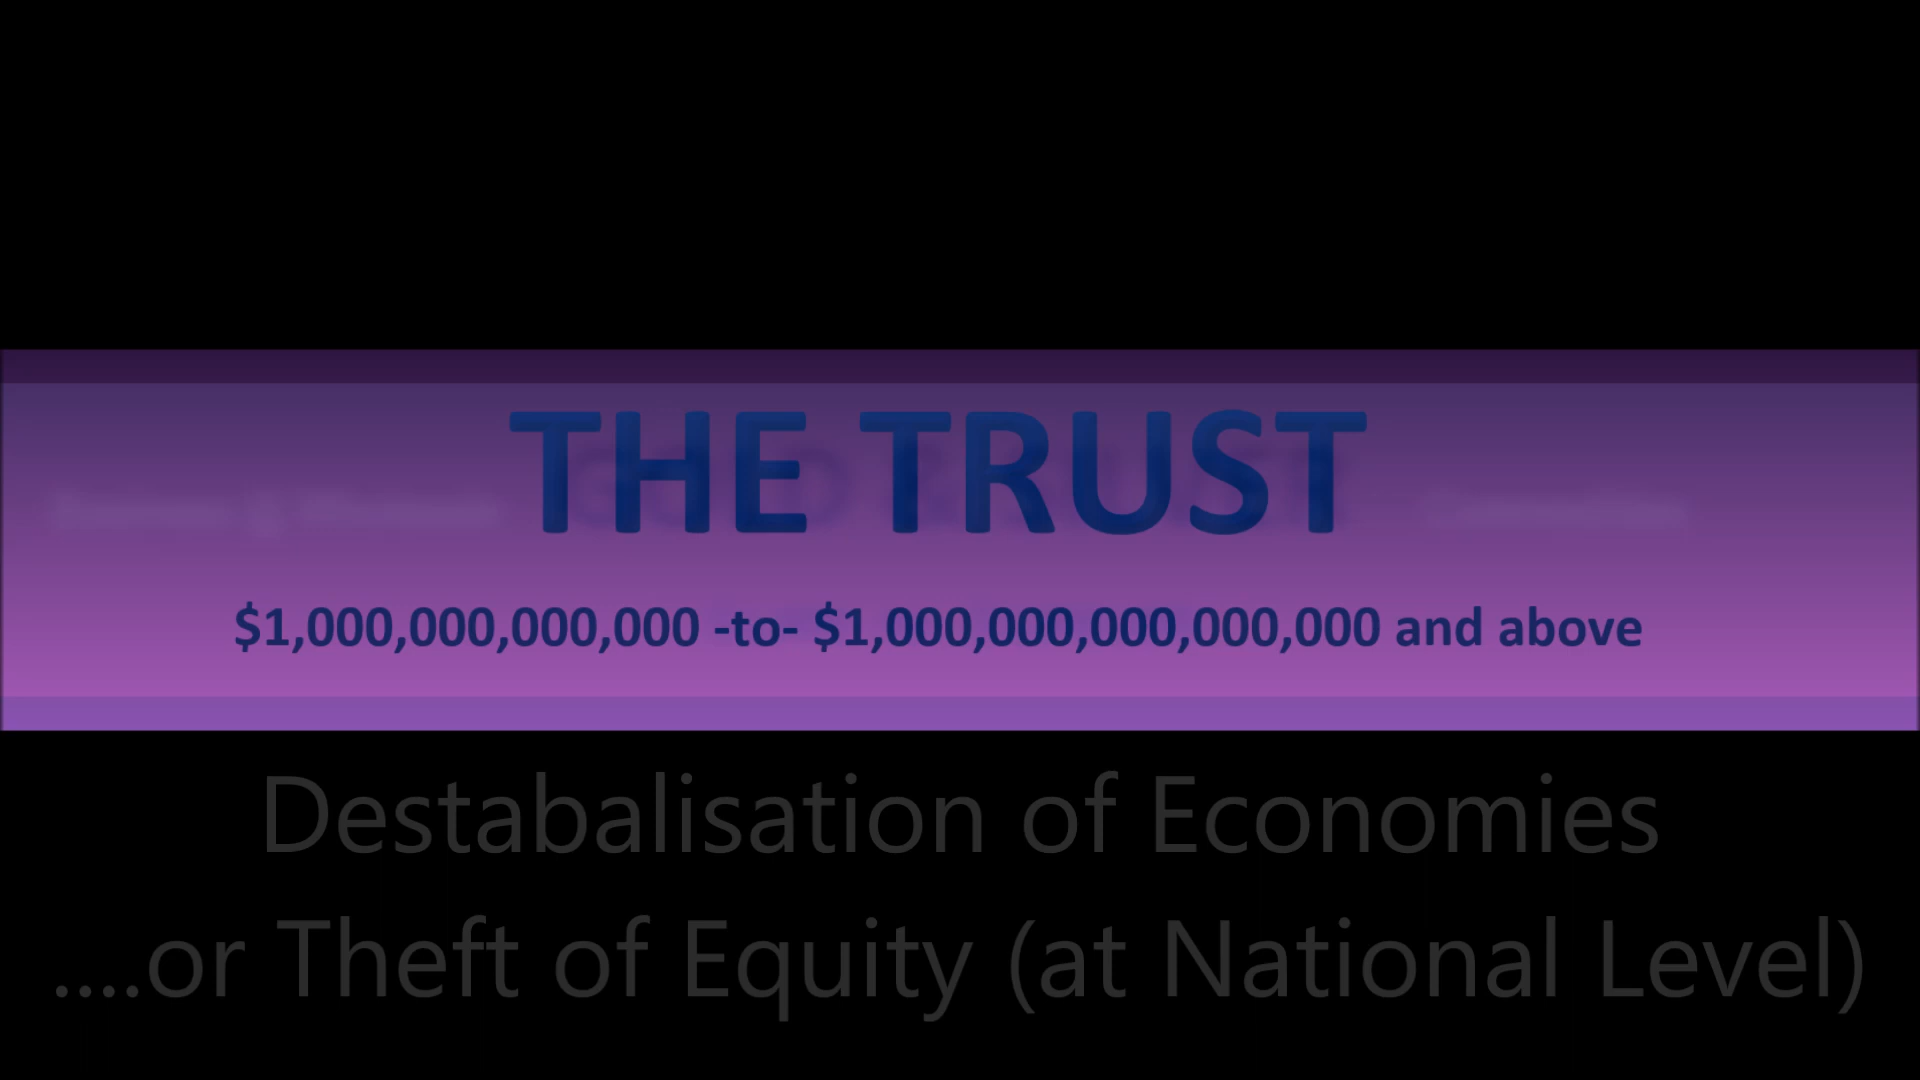 THE TRUST
$1,000,000,000,000 -to- $1,000,000,000,000,000 and above
Destabalisation of Economies
....or Theft of Equity (at National Level)